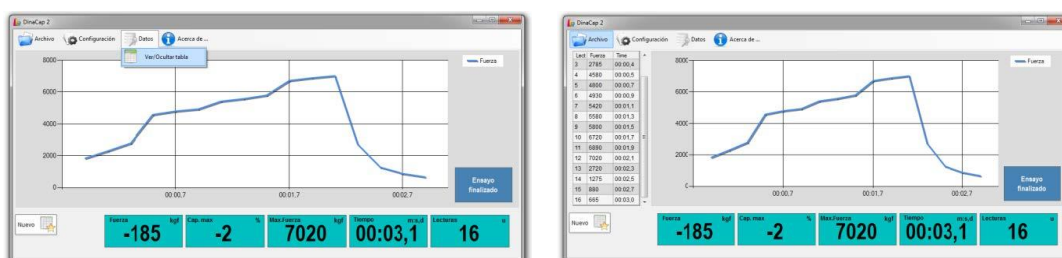 DinaCap 2
Archivo Configuración Datos Acerca de ...
Ver/Ocultar tabla
8000
6000
4000
2000
0
00:00,7 00:01,7 00:02,7
Fuerza
Ensayo
finalizado
Nuevo
Fuerza kgf Cap. max % Max.Fuerza kgf Tiempo m:s,d Lecturas u
-185 -2 7020 00:03,1 16
DinaCap 2
Archivo Configuración Datos Acerca de ...
Lect Fuerza Time
3 2785 00:00,4
4 4580 00:00,5
5 4800 00:00,7
6 4930 00:00,9
7 5420 00:01,1
8 5580 00:01,3
9 5800 00:01,5
10 6720 00:01,7
11 6890 00:01,9
12 7020 00:02,1
13 2720 00:02,3
14 1275 00:02,5
15 880 00:02,7
16 665 00:03,0
8000
6000
2000
00:00,7 00:01,7 00:02,7
Fuerza
Ensayo
finalizado
Nuevo
Fuerza kgf Cap. max % Max.Fuerza kgf Tiempo m:s,d Lecturas u
-185 -2 7020 00:03,1 16